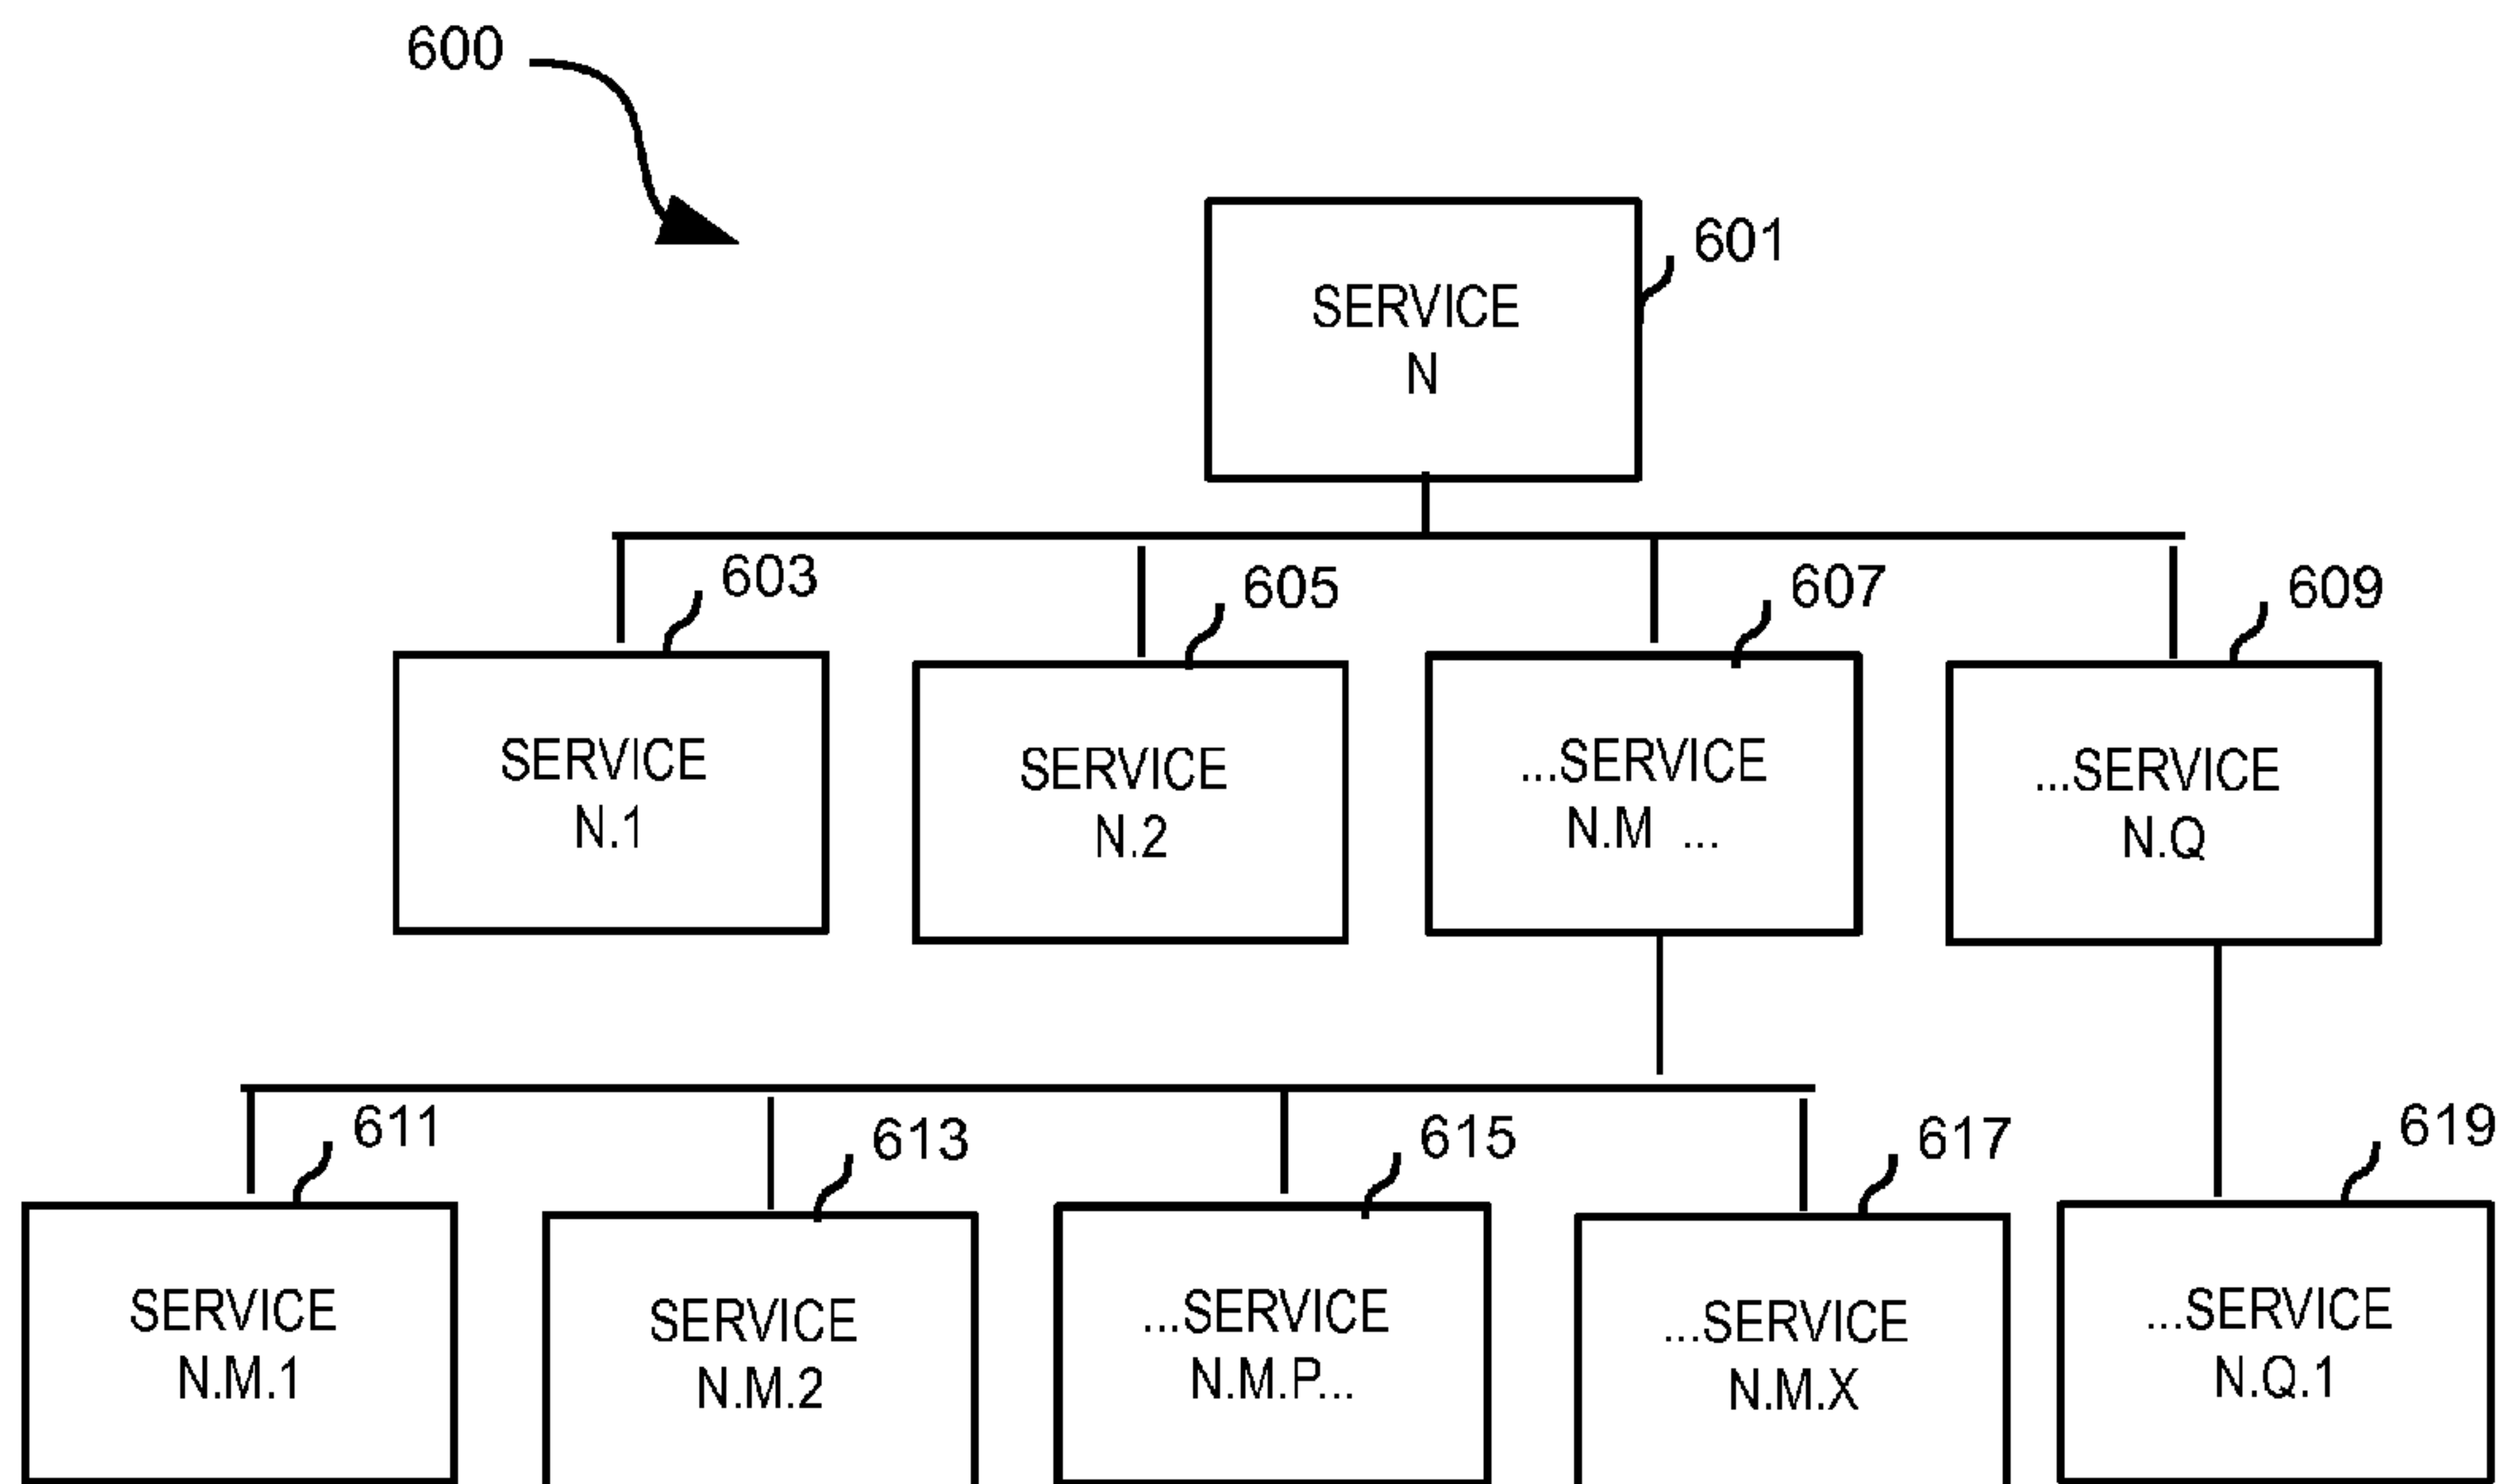 600
601
SERVICE
N
603
605
607
609
SERVICE
N.1
SERVICE
N.2
...SERVICE
N.M ...
...SERVICE
N.Q
611
613
615
617
619
SERVICE
N.M.1
SERVICE
N.M.2
...SERVICE
N.M.P...
...SERVICE
N.M.X
...SERVICE
N.Q.1